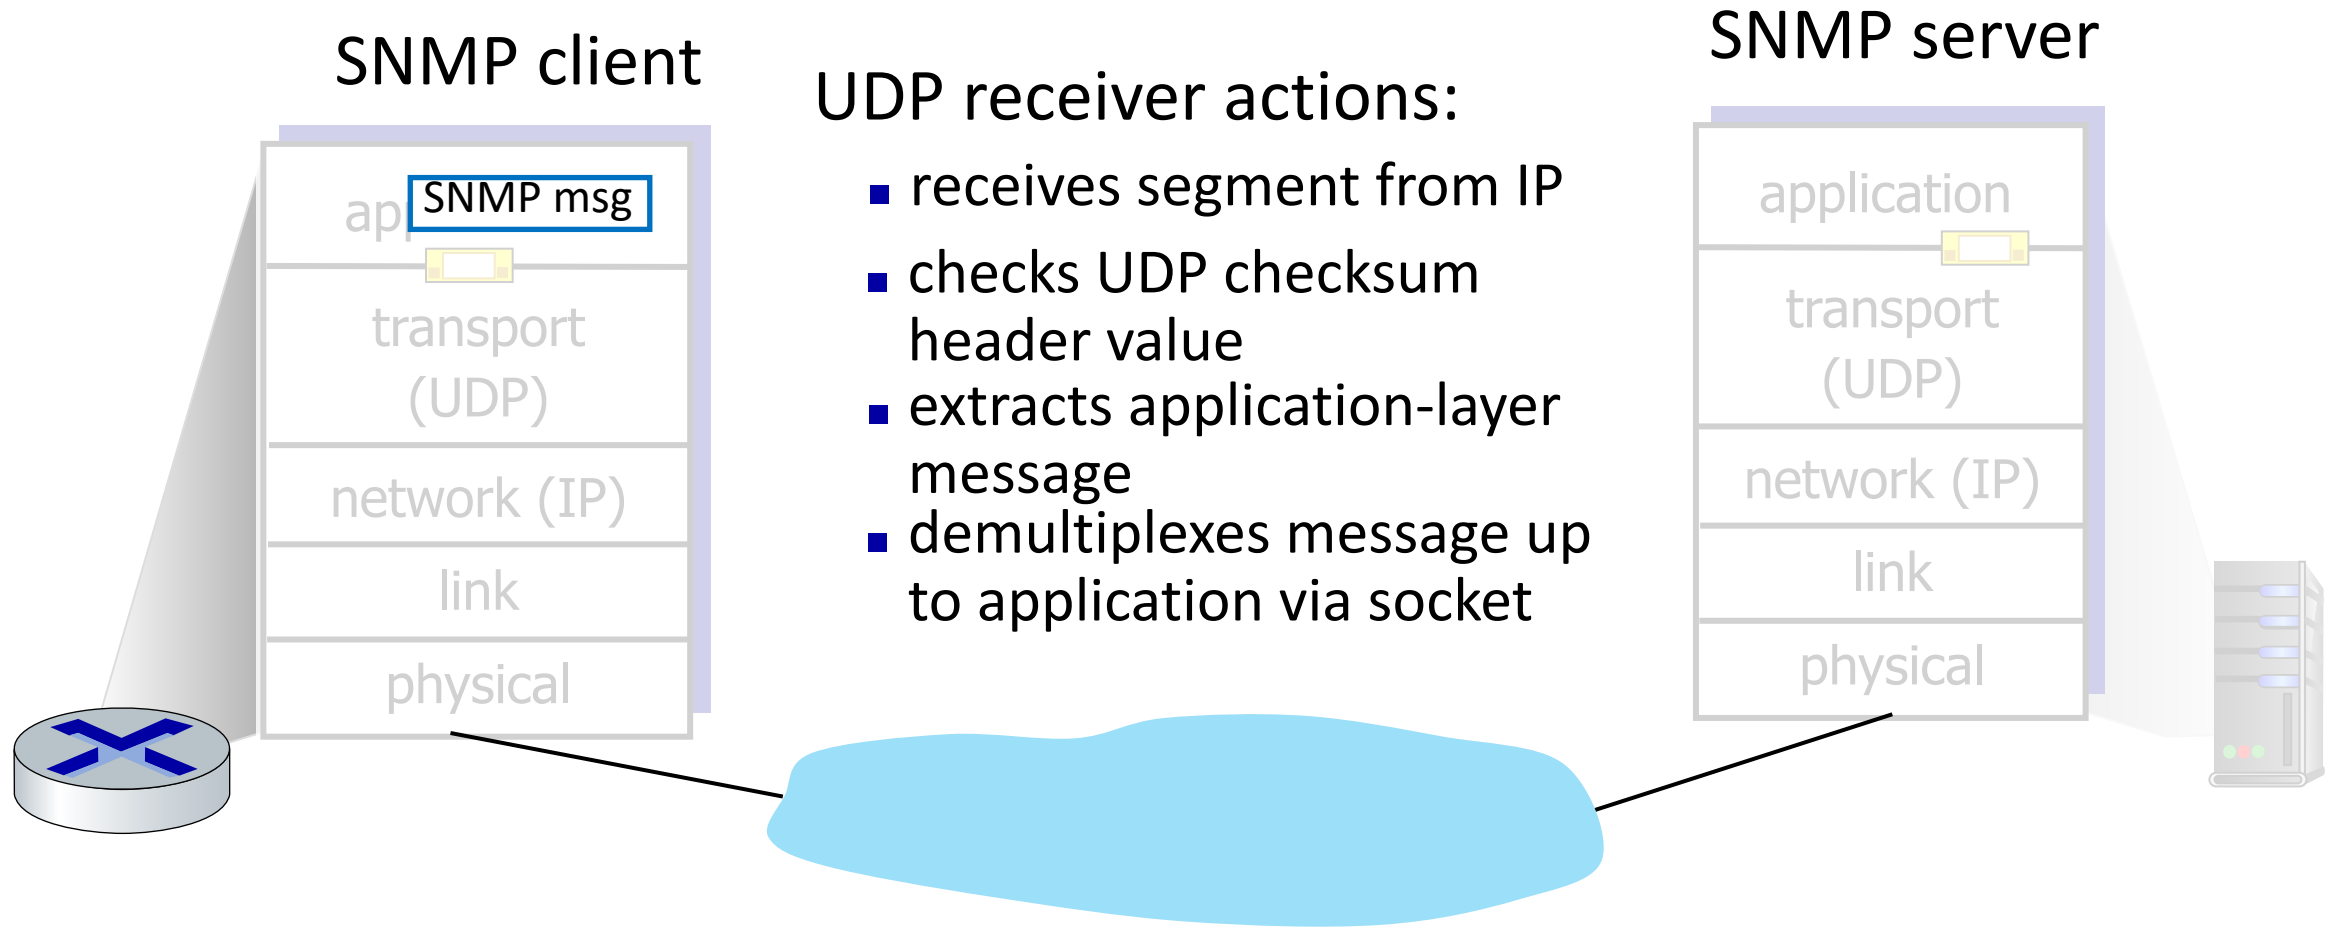 SNMP client
SNMP msg
ap
transport
(UDP)
network (IP)
link
physical
UDP receiver actions:
receives segment from IP
checks UDP checksum
header value
extracts application-layer
message
demultiplexes message up
to application via socket
SNMP server
application
transport
(UDP)
network (IP)
link
physical